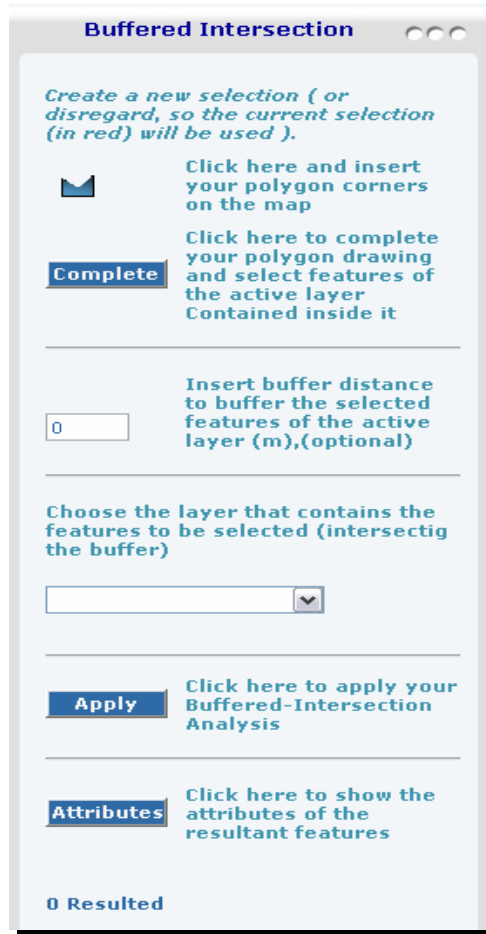 Buffered Intersection
Create a new selection ( or
disregard, so the current selection
(in red) will be used ).
Click here and insert
your polygon corners
on the map
Complete
Click here to complete
your polygon drawing
and select features of
the active layer
Contained inside it
0
Insert buffer distance
to buffer the selected
features of the active
layer (m),(optional)
Choose the layer that contains the
features to be selected (intersectig
the buffer)
Apply
Click here to apply your
Buffered-Intersection
Analysis
Attributes
Click here to show the
attributes of the
resultant features
0 Resulted